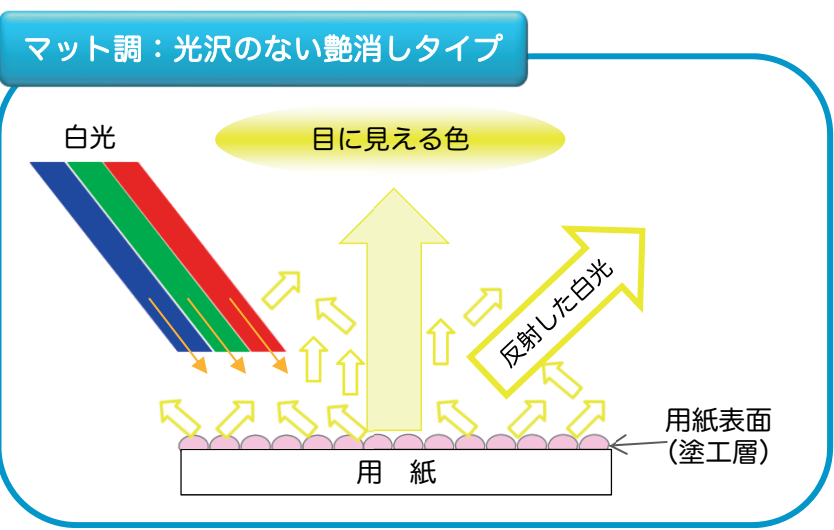 マット調：光沢のない艶消しタイプ
白光
目に見える色
反射した白光
用紙表面
(塗工層)
用　紙